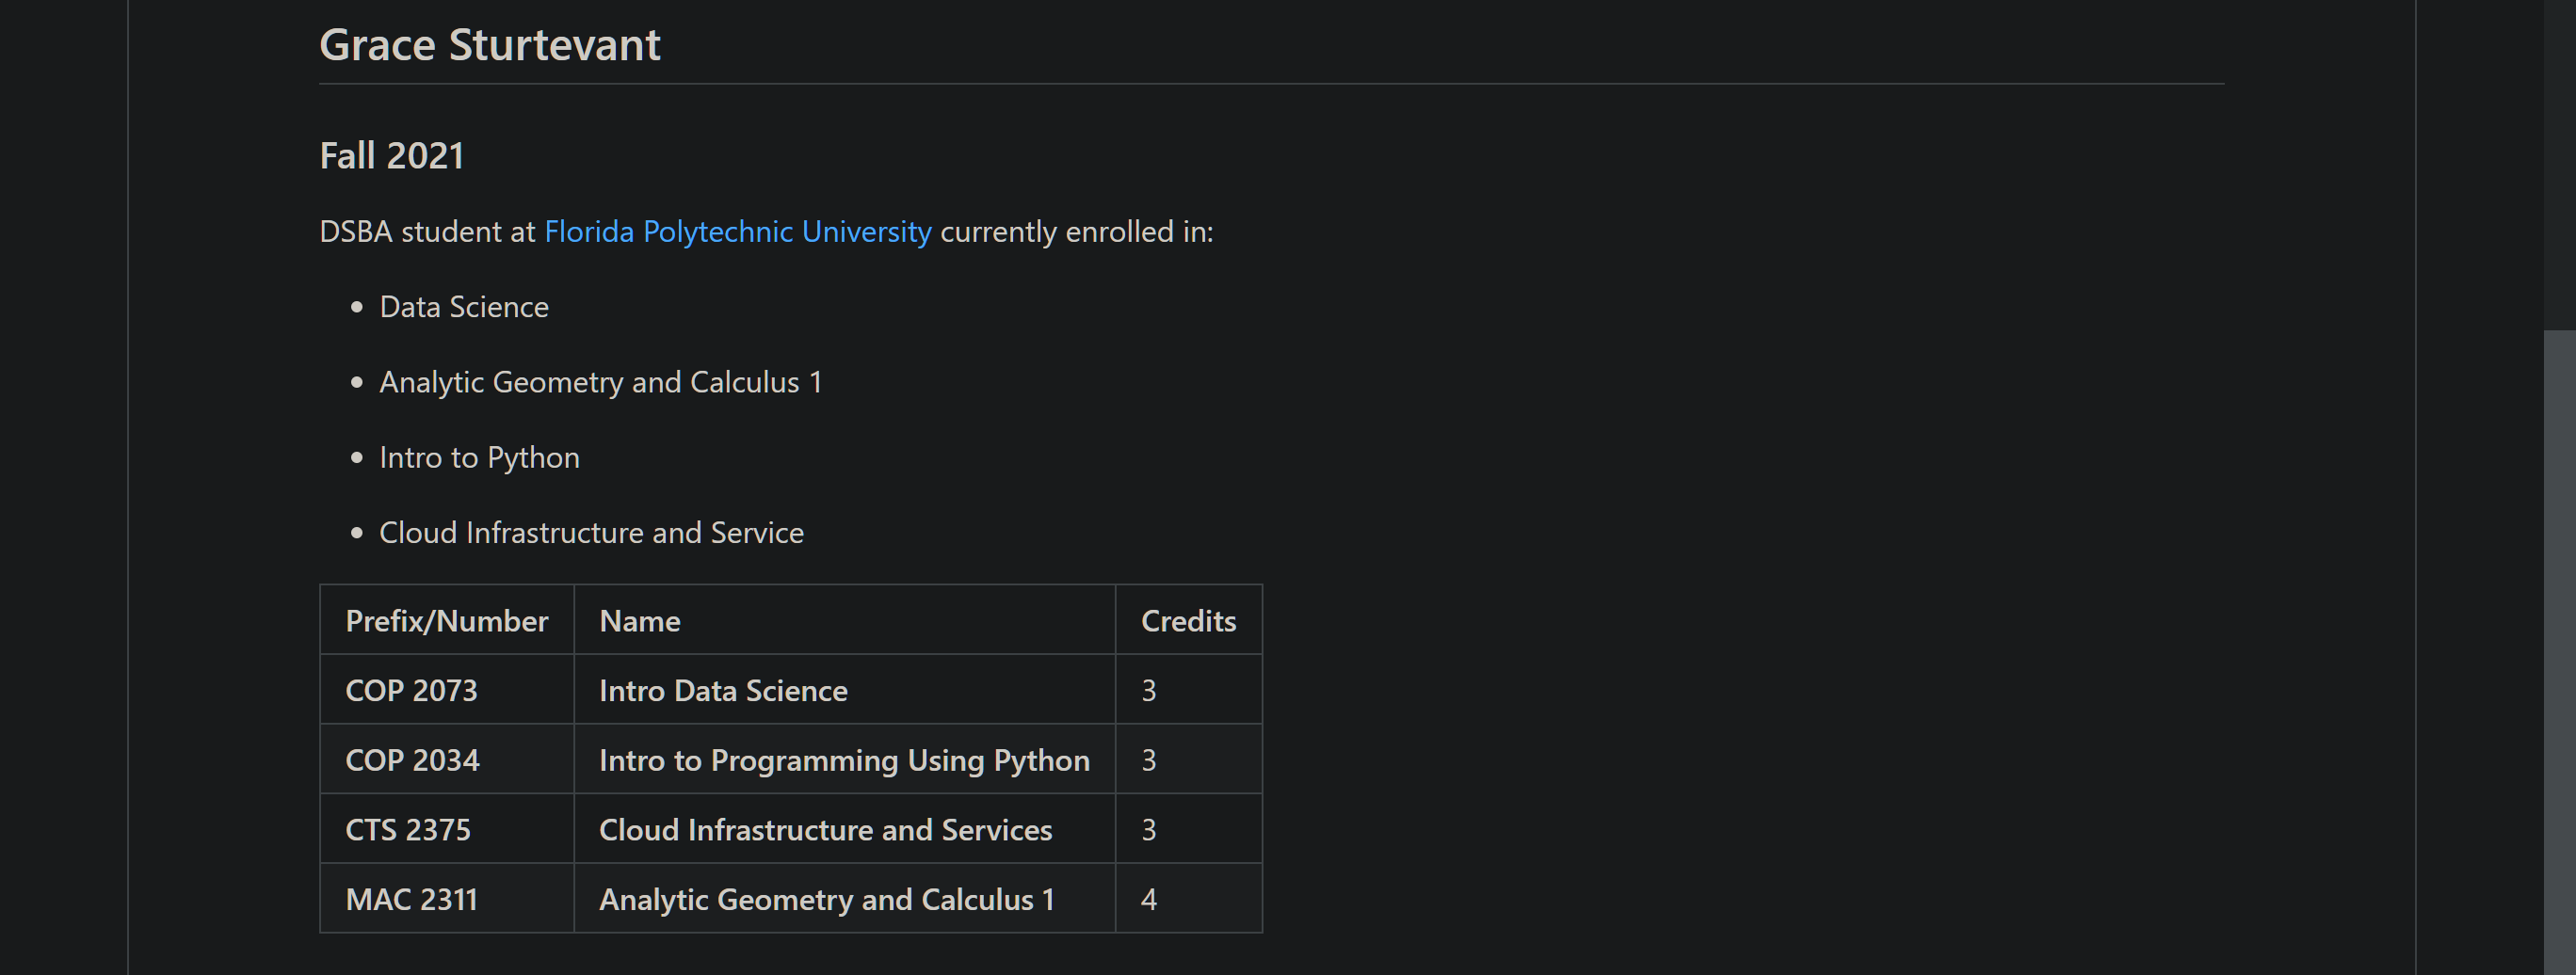 Grace Sturtevant
Fall 2021
DSBA student at Florida Polytechnic University currently enrolled in:
Data Science
Analytic Geometry and Calculus 1
Intro to Python
Cloud Infrastructure and Service
Prefix/Number Name Credits
COP 2073 Intro Data Science 3
COP 2034 Intro to Programming Using Python 3
CTS 2375 Cloud Infrastructure and Services 3
MAC 2311 Analytic Geometry and Calculus 1 4